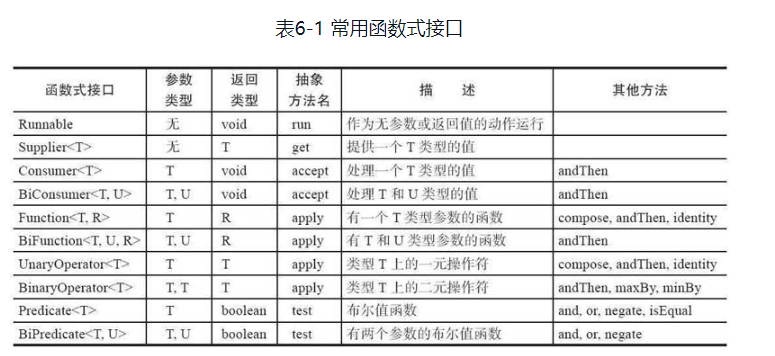 表6-1 常用函数式接口
函数式接口 参数类型 返回类型 抽象方法名 描 述 其他方法
Runnable 无 void run 作为无参数或返回值的动作运行
Supplier<T> 无 T get 提供一个 T 类型的值
Consumer<T> T void accept 处理一个 T 类型的值 andThen
BiConsumer<T, U> T, U void accept 处理 T 和 U 类型的值 andThen
Function<T, R> T R apply 有一个 T 类型参数的函数 compose, andThen, identity
BiFunction<T, U, R> T, U R apply 有 T 和 U 类型参数的函数 andThen
UnaryOperator<T> T T apply 类型 T 上的一元操作符 compose, andThen, identity
BinaryOperator<T> T, T T apply 类型 T 上的二元操作符 andThen, maxBy, minBy
Predicate<T> T boolean test 布尔值函数 and, or, negate, isEqual
BiPredicate<T, U> T, U boolean test 有两个参数的布尔值函数 and, or, negate